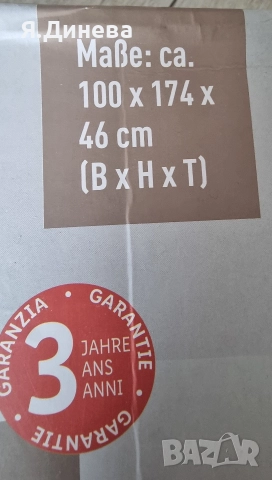 Я.Динева
Maße: ca.
100 x 174 x
46 cm
(B x H x T)
GARANZIA • GARANTIE •
3
JAHRE
ANS
ANNI
GARANTIE
BAZAR